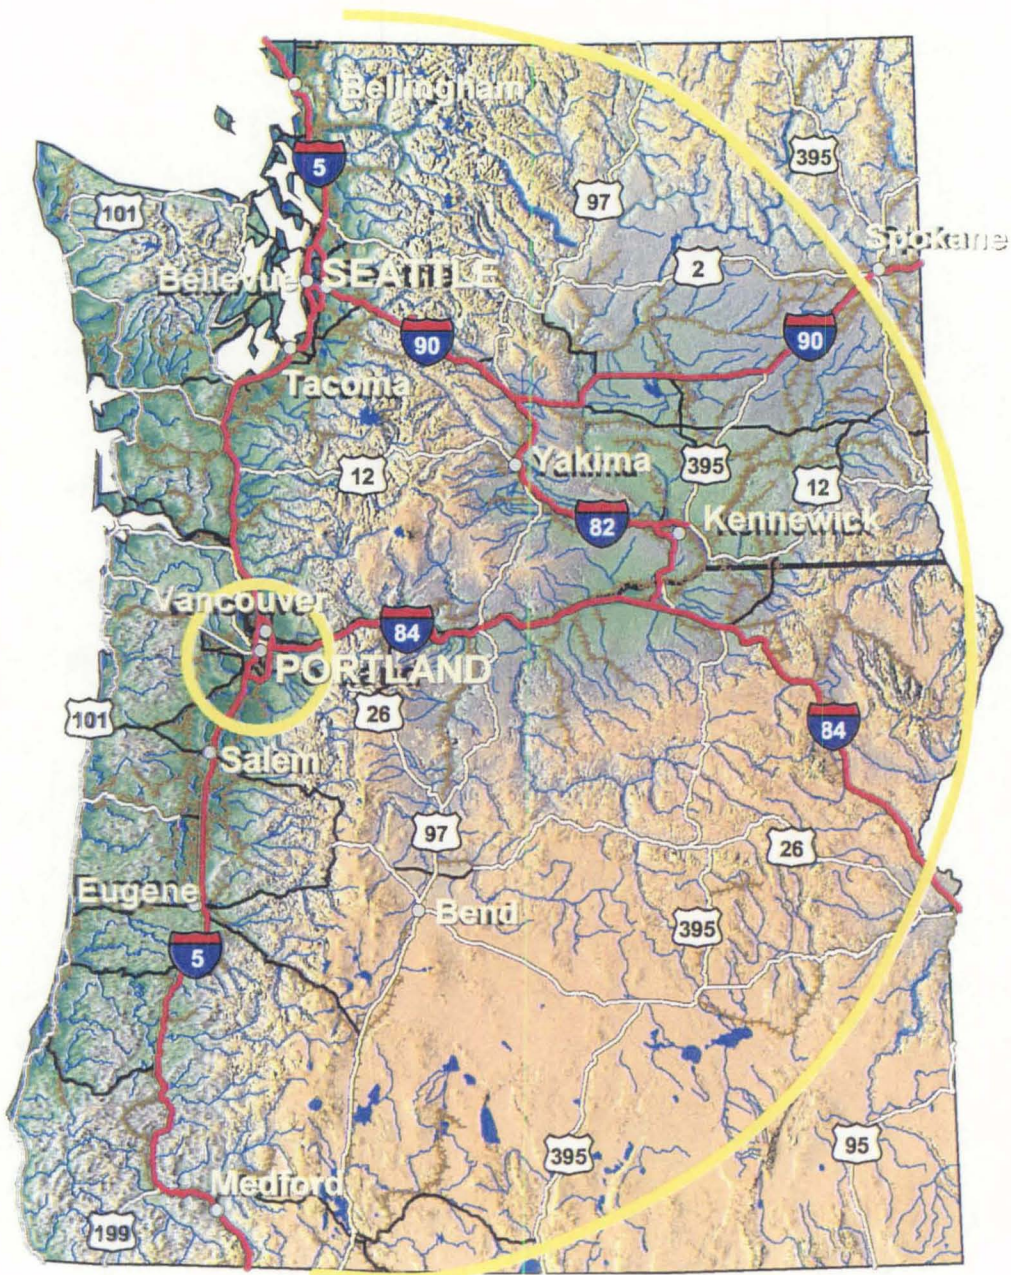 Bellingham
5
395
101
97
Spokane
2
Bellevue
SEATTLE
90
90
Tacoma
Yakima
395
12
12
82
Kennewick
Vancouver
84
PORTLAND
26
101
84
Salem
97
26
Eugene
Bend
395
5
395
95
Medford
199